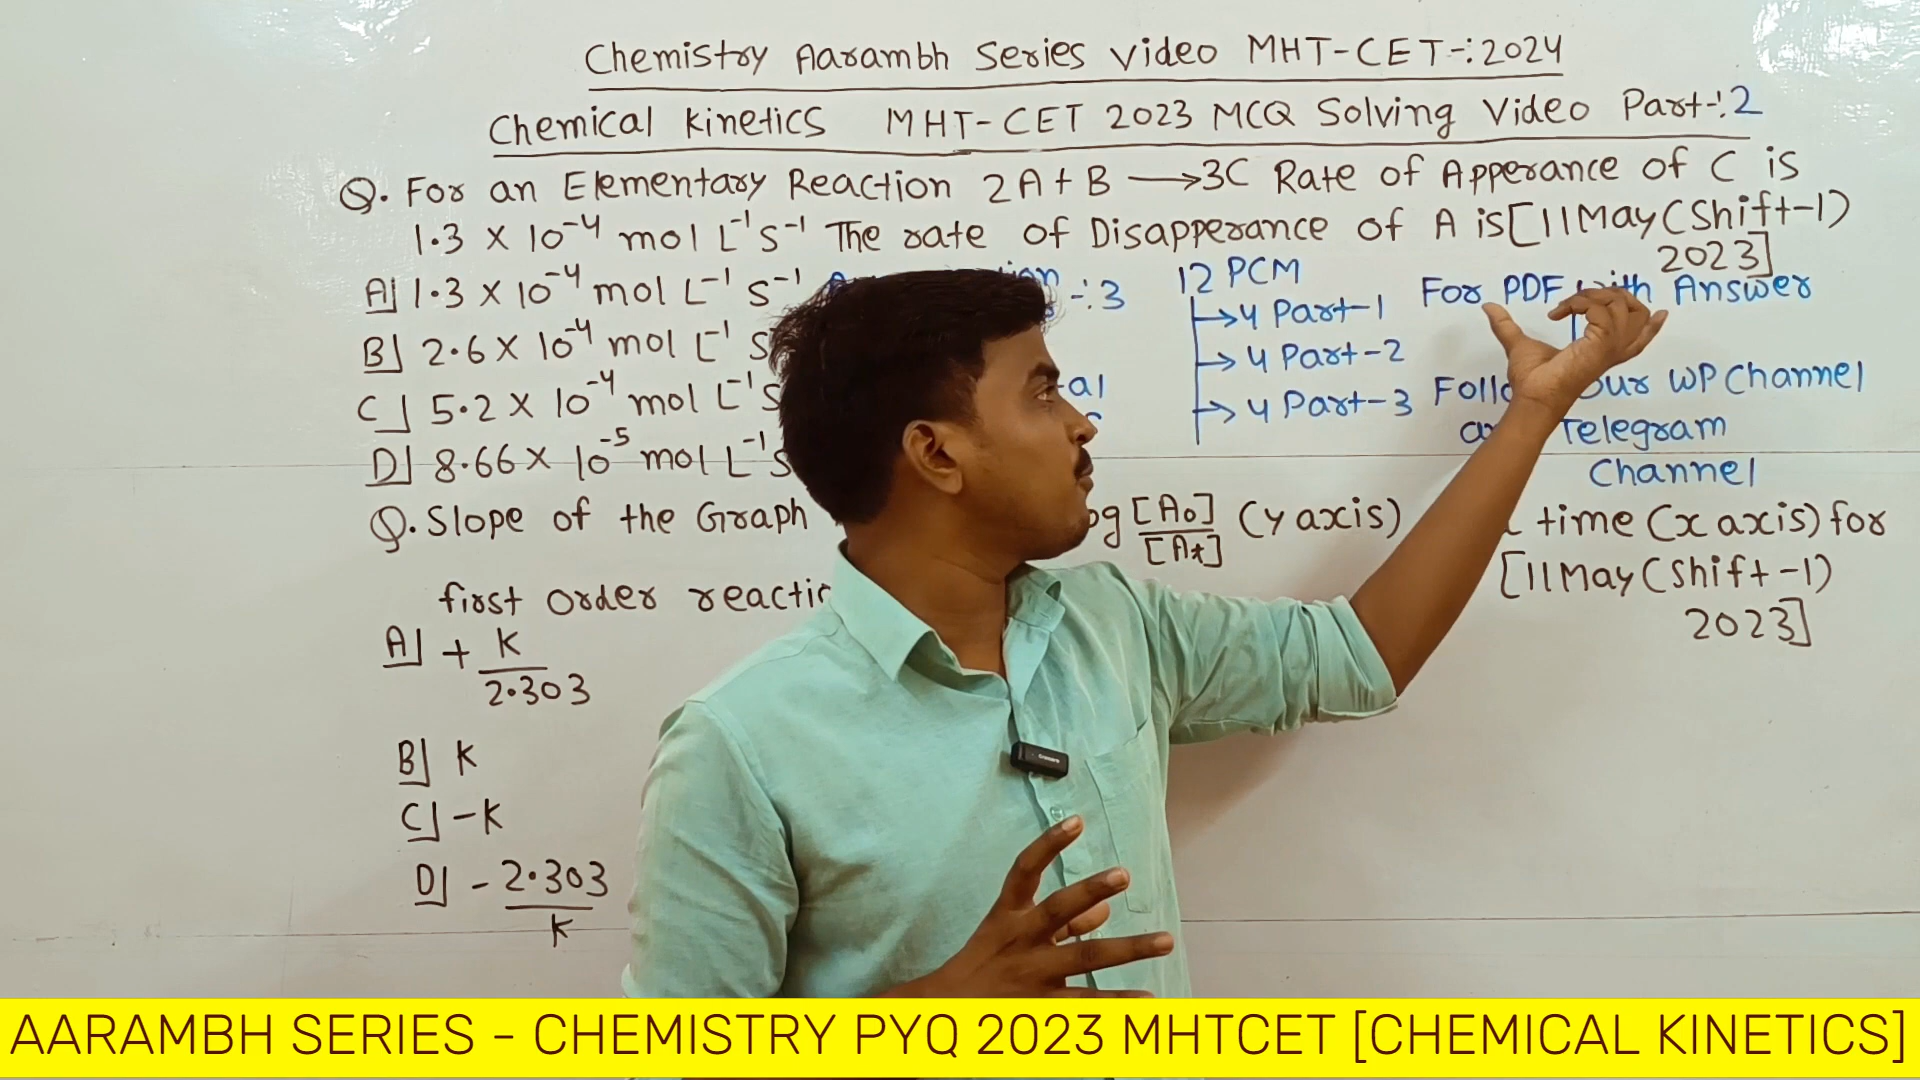 Chemistry Aarambh Series Video MHT-CET-:2024
Chemical Kinetics MHT-CET 2023 MCQ Solving Video Part-:2
Q. For an Elementary Reaction 2A + B ⟶ 3C Rate of Apperance of C is
1.3 × 10⁻⁴ mol L⁻¹ S⁻¹ The rate of Disapperance of A is [11May(Shift-1)
2023]
A] 1.3 × 10⁻⁴ mol L⁻¹ S⁻¹
B] 2.6 × 10⁻⁴ mol L⁻¹ S
C] 5.2 × 10⁻⁴ mol L⁻¹ S
D] 8.66 × 10⁻⁵ mol L⁻¹ S
-:3
12 PCM
→ 4 Part-1
→ 4 Part-2
→ 4 Part-3
For PDF with Answer
Our WP Channel
Telegram
Channel
Q. Slope of the Graph [A₀]/[Aₜ] (y axis) time (x axis) for
first order [11May(Shift-1)
2023]
A] + K/2.303
B] K
C] -K
D] - 2.303/K
AARAMBH SERIES - CHEMISTRY PYQ 2023 MHTCET [CHEMICAL KINETICS]